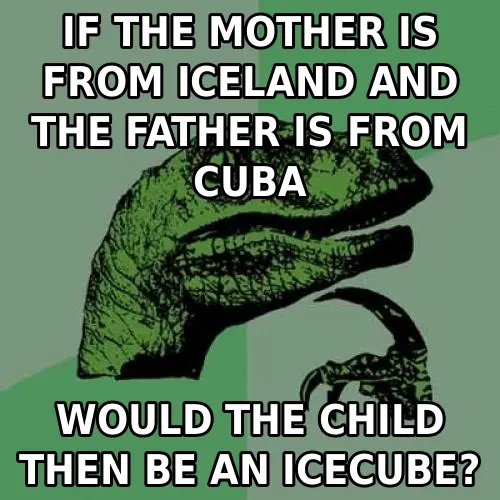 IF THE MOTHER IS
FROM ICELAND AND
THE FATHER IS FROM
CUBA
WOULD THE CHILD
THEN BE AN ICECUBE?